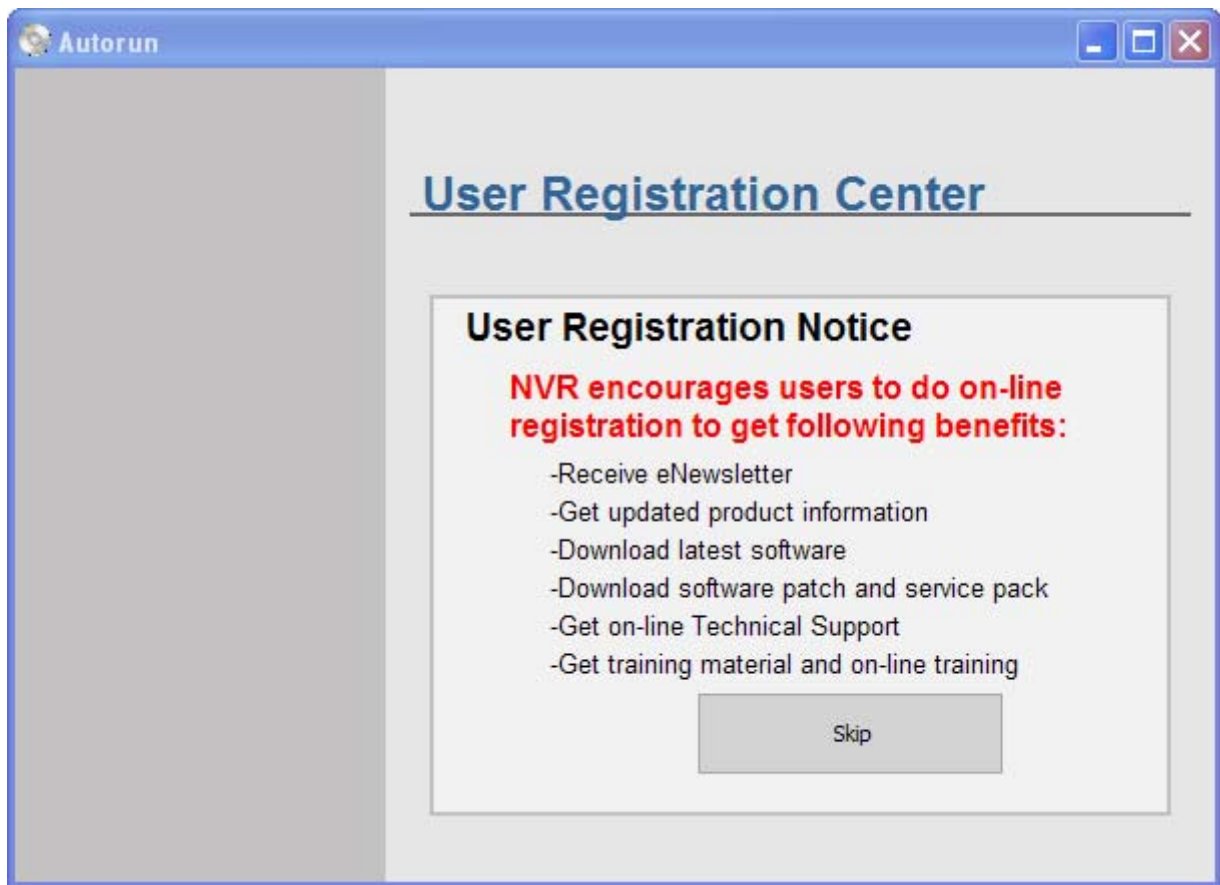 Autorun
User Registration Center
User Registration Notice
NVR encourages users to do on-line
registration to get following benefits:
-Receive eNewsletter
-Get updated product information
-Download latest software
-Download software patch and service pack
-Get on-line Technical Support
-Get training material and on-line training
Skip